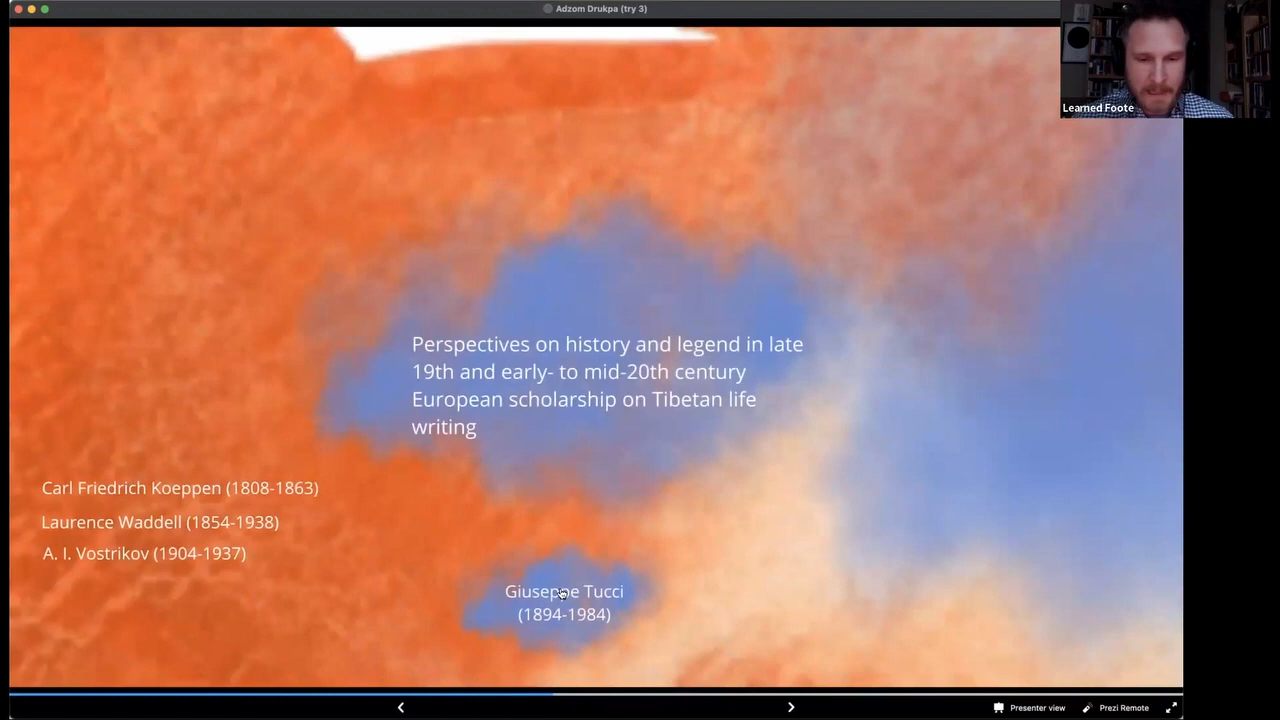 Adzom Drukpa (try 3)
Learned Foote
Perspectives on history and legend in late
19th and early- to mid-20th century
European scholarship on Tibetan life
writing
Carl Friedrich Koeppen (1808-1863)
Laurence Waddell (1854-1938)
A. I. Vostrikov (1904-1937)
Giuseppe Tucci
(1894-1984)
Presenter view
Prezi Remote